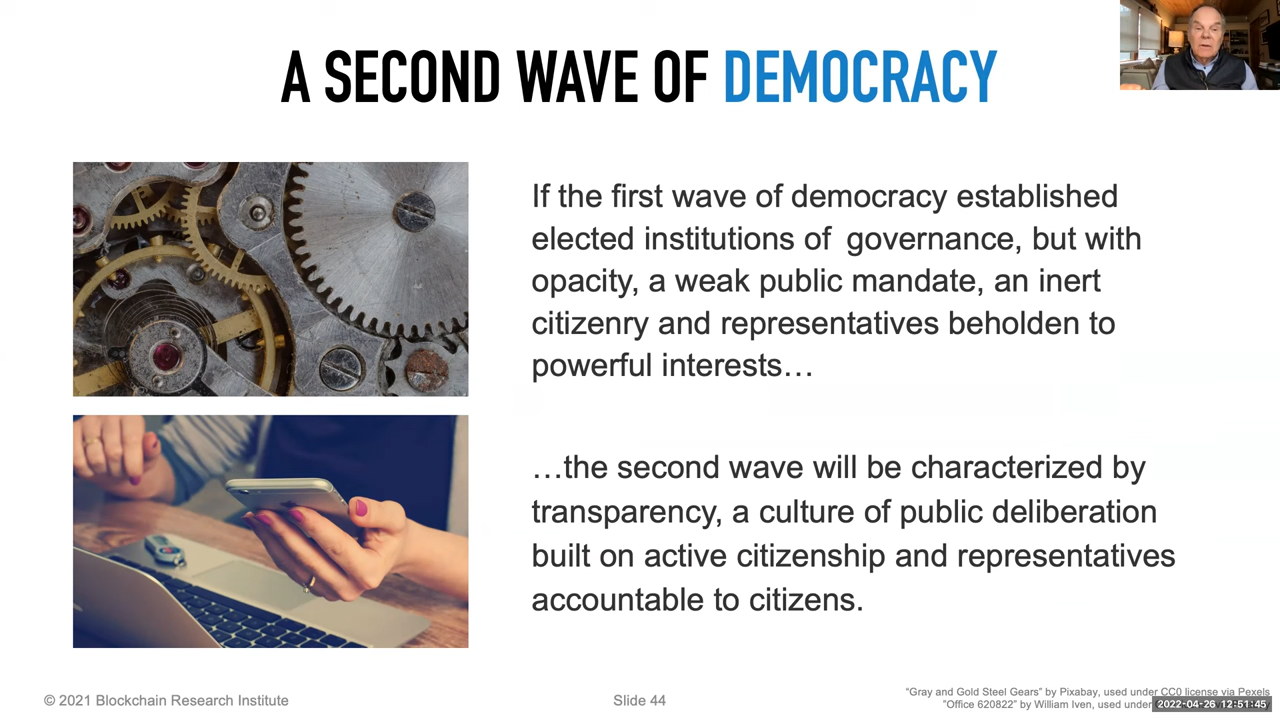 A SECOND WAVE OF DEMOCRACY
If the first wave of democracy established
elected institutions of governance, but with
opacity, a weak public mandate, an inert
citizenry and representatives beholden to
powerful interests…
…the second wave will be characterized by
transparency, a culture of public deliberation
built on active citizenship and representatives
accountable to citizens.
© 2021 Blockchain Research Institute
Slide 44
"Gray and Gold Steel Gears" by Pixabay, used under CC0 license via Pexels
"Office 620822" by William Iven, used under
2022-04-26 12:51:45